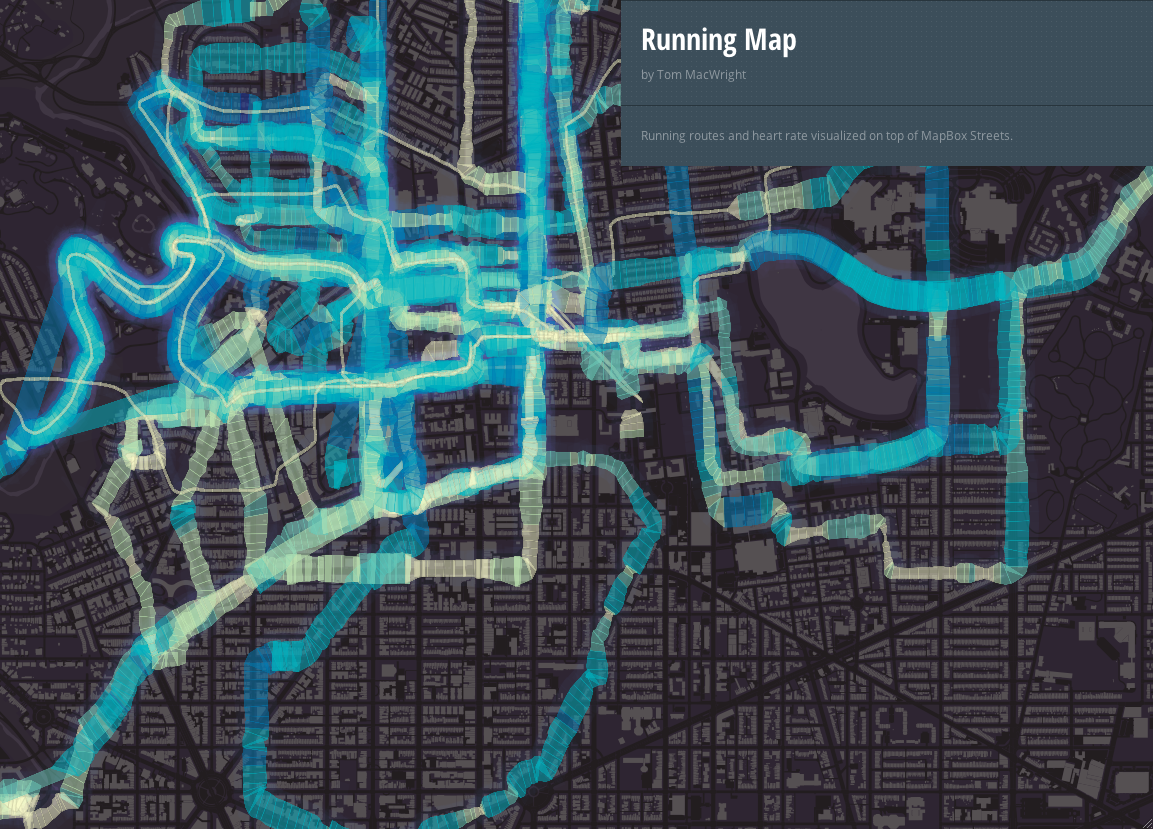 Running Map
by Tom MacWright
Running routes and heart rate visualized on top of MapBox Streets.